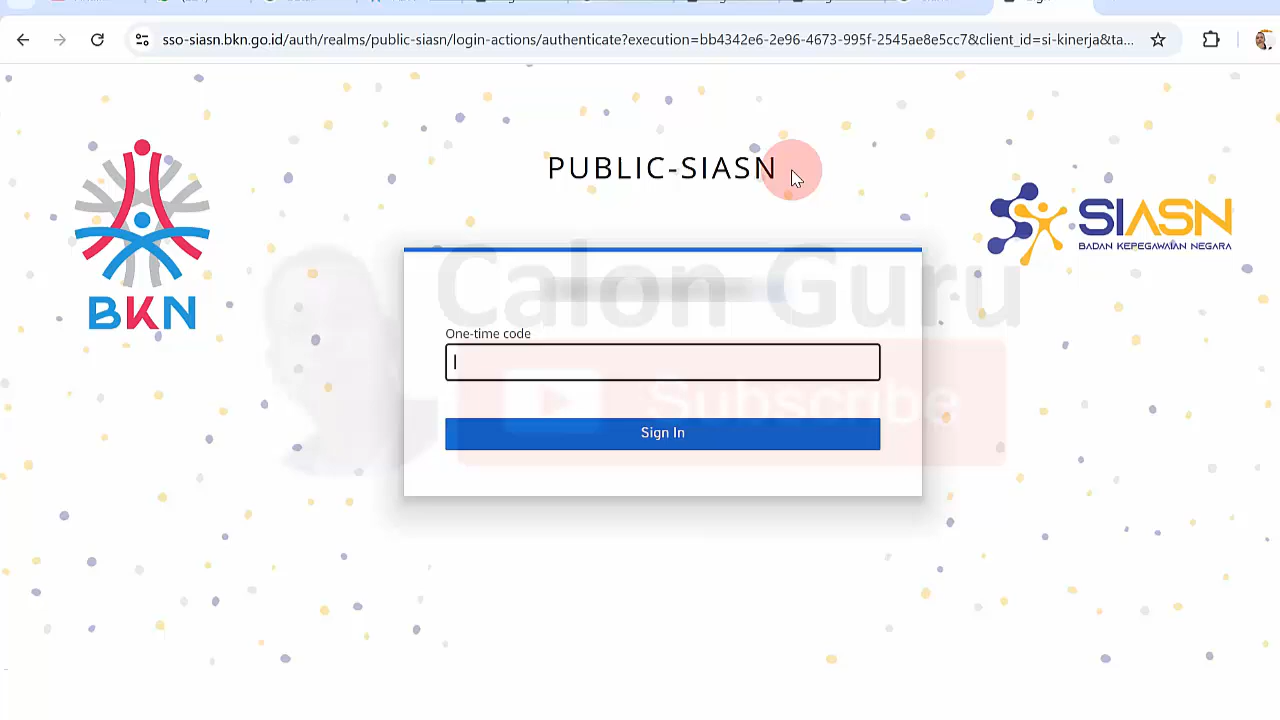 sso-siasn.bkn.go.id/auth/realms/public-siasn/login-actions/authenticate?execution=bb4342e6-2e96-4673-995f-2545ae8e5cc7&client_id=si-kinerja&ta...
PUBLIC-SIASN
BKN
SIASN
BADAN KEPEGAWAIAN NEGARA
Calon Guru
One-time code
Subscribe
Sign In